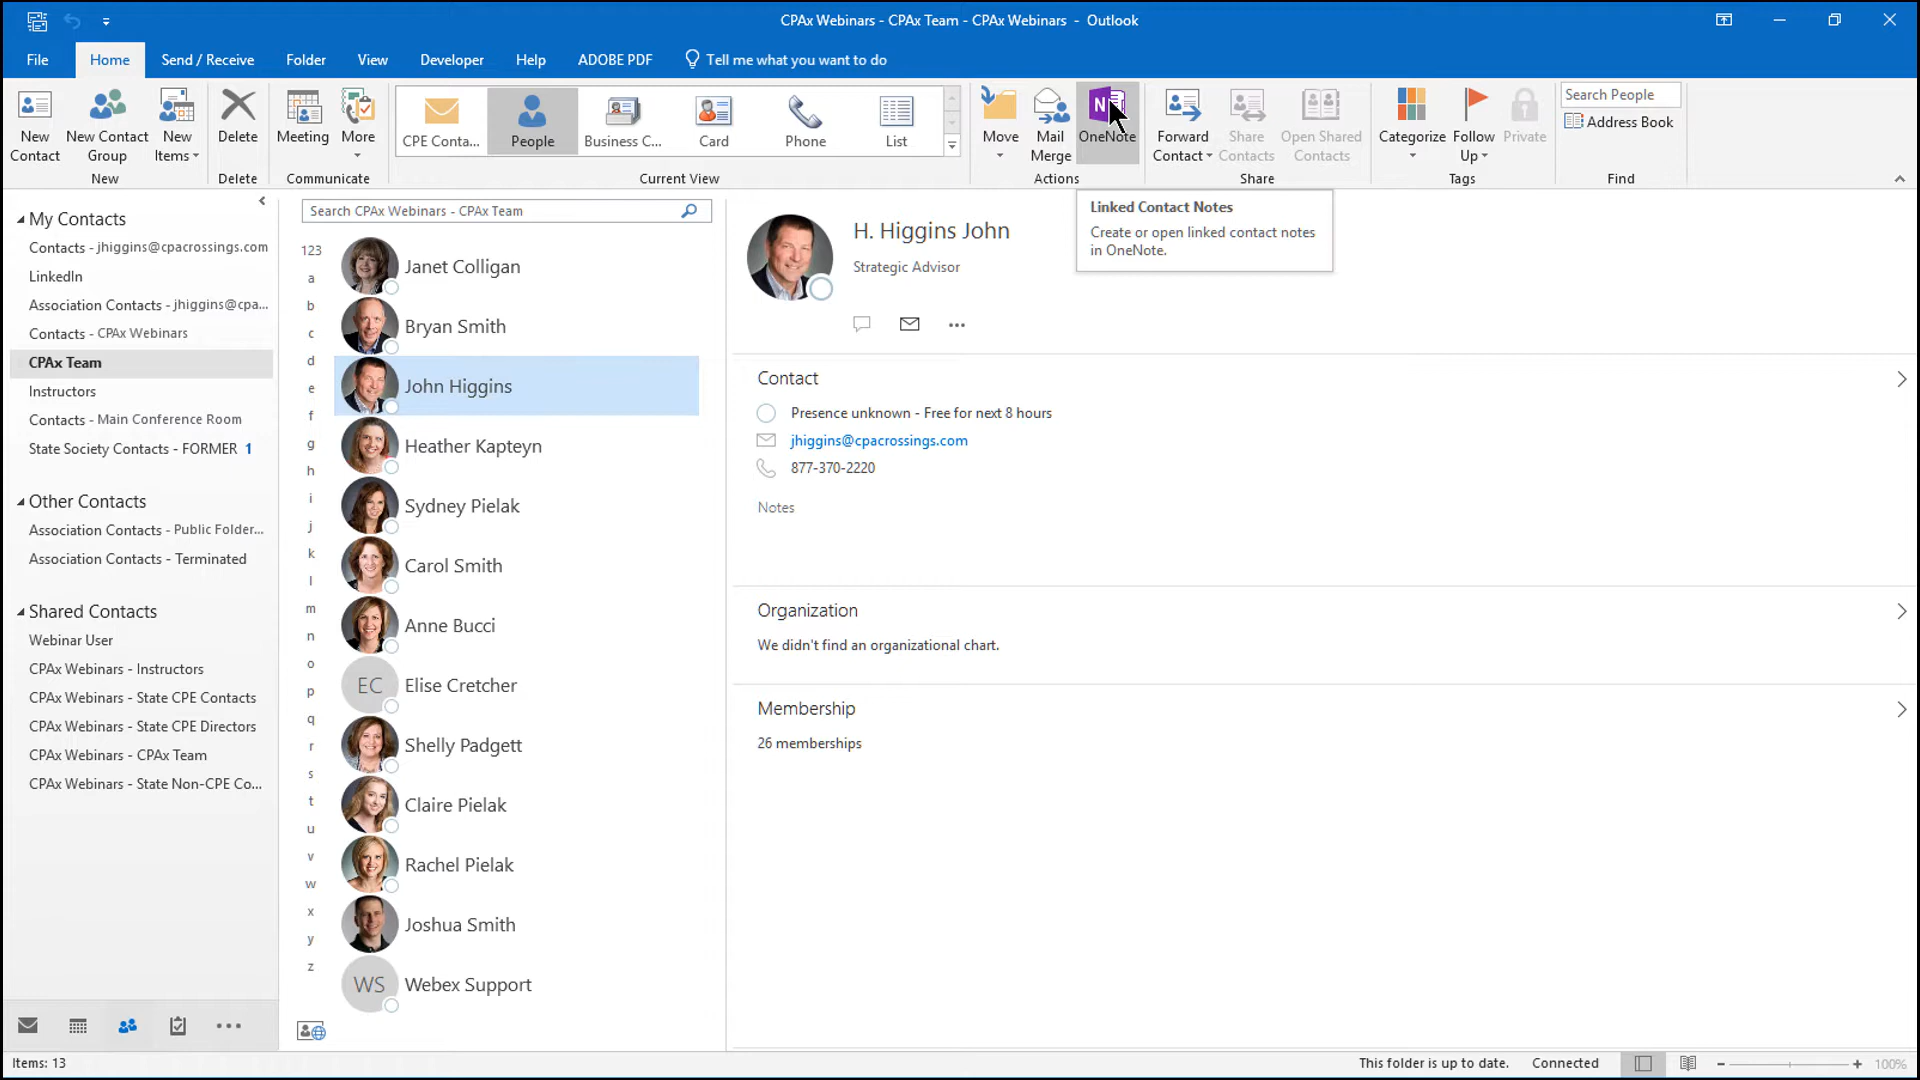 CPAx Webinars - CPAx Team - CPAx Webinars - Outlook
File Home Send / Receive Folder View Developer Help ADOBE PDF Tell me what you want to do
New Contact
New Contact Group
New Items
New
Delete
Delete
Meeting
More
Communicate
CPE Conta...
People
Business C...
Card
Phone
List
Current View
Move
Mail Merge
OneNote
Actions
Forward Contact
Share Contacts
Open Shared Contacts
Share
Categorize
Follow Up
Private
Tags
Search People
Address Book
Find
Linked Contact Notes
Create or open linked contact notes
in OneNote.
My Contacts
Contacts - jhiggins@cpacrossings.com
LinkedIn
Association Contacts - jhiggins@cpa...
Contacts - CPAx Webinars
CPAx Team
Instructors
Contacts - Main Conference Room
State Society Contacts - FORMER 1
Other Contacts
Association Contacts - Public Folder...
Association Contacts - Terminated
Shared Contacts
Webinar User
CPAx Webinars - Instructors
CPAx Webinars - State CPE Contacts
CPAx Webinars - State CPE Directors
CPAx Webinars - CPAx Team
CPAx Webinars - State Non-CPE Co...
Search CPAx Webinars - CPAx Team
123
a
b
c
d
e
f
g
h
i
j
k
l
m
n
o
p
q
r
s
t
u
v
w
x
y
z
Janet Colligan
Bryan Smith
John Higgins
Heather Kapteyn
Sydney Pielak
Carol Smith
Anne Bucci
EC Elise Cretcher
Shelly Padgett
Claire Pielak
Rachel Pielak
Joshua Smith
WS Webex Support
H. Higgins John
Strategic Advisor
Contact
Presence unknown - Free for next 8 hours
jhiggins@cpacrossings.com
877-370-2220
Notes
Organization
We didn't find an organizational chart.
Membership
26 memberships
Items: 13
This folder is up to date. Connected 100%